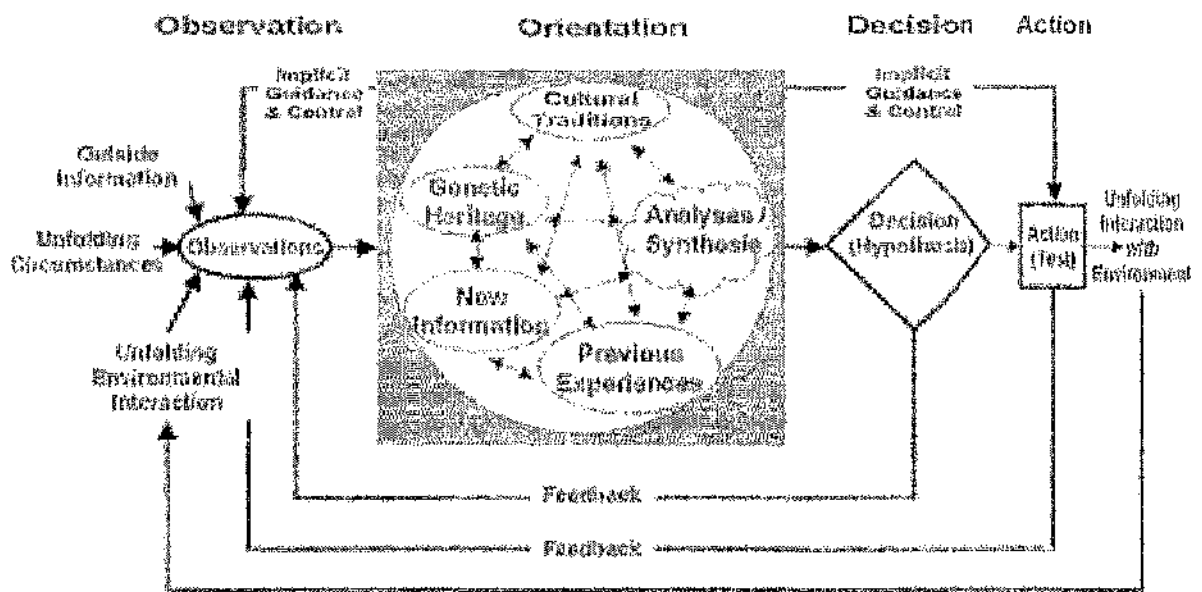 Observation
Orientation
Decision
Action
Implicit
Guidance
& Control
Implicit
Guidance
& Control
Cultural
Traditions
Outside
Information
Genetic
Heritage
Analyses /
Synthesis
Unfolding
Circumstances
Observations
Decision
(Hypothesis)
Action
(Test)
Unfolding
Interaction
with
Environment
New
Information
Previous
Experiences
Unfolding
Environmental
Interaction
Feedback
Feedback